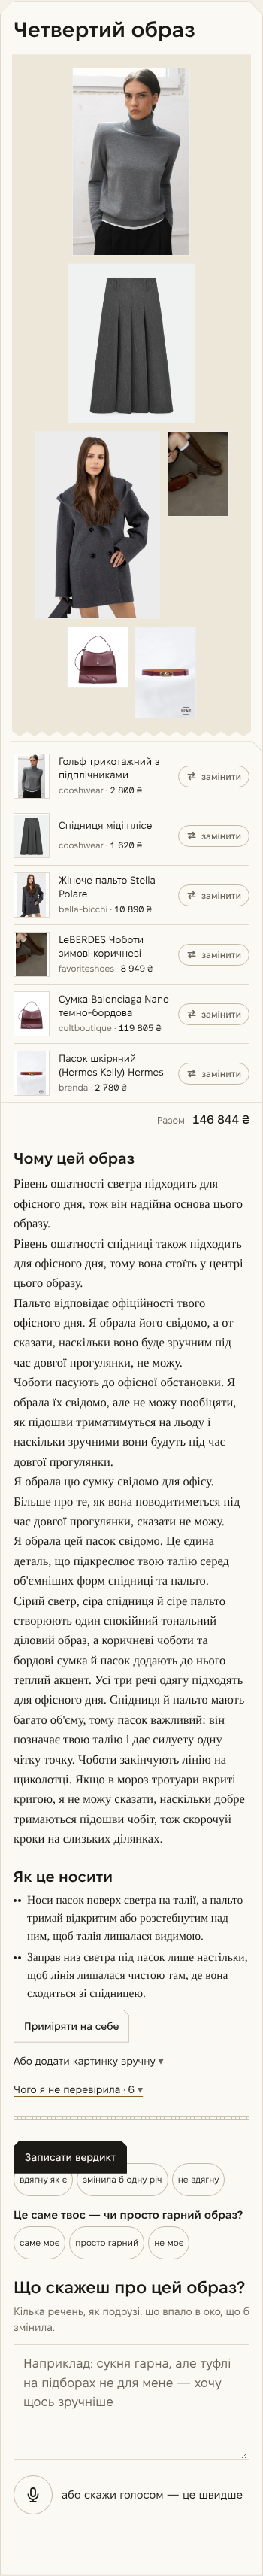 Четвертий образ
Гольф трикотажний з
підплічниками
cooshwear · 2 800 ₴
⇄ замінити
Спідниця міді плісе
cooshwear · 1 620 ₴
⇄ замінити
Жіноче пальто Stella
Polare
bella-bicchi · 10 890 ₴
⇄ замінити
LeBERDES Чоботи
зимові коричневі
favoriteshoes · 8 949 ₴
⇄ замінити
Сумка Balenciaga Nano
темно-бордова
cultboutique · 119 805 ₴
⇄ замінити
Пасок шкіряний
(Hermes Kelly) Hermes
brenda · 2 780 ₴
⇄ замінити
Разом 146 844 ₴
Чому цей образ
Рівень ошатності светра підходить для
офісного дня, тож він надійна основа цього
образу.
Рівень ошатності спідниці також підходить
для офісного дня, тому вона стоїть у центрі
цього образу.
Пальто відповідає офіційності твого
офісного дня. Я обрала його свідомо, а от
сказати, наскільки воно буде зручним під
час довгої прогулянки, не можу.
Чоботи пасують до офісної обстановки. Я
обрала їх свідомо, але не можу пообіцяти,
як підошви триматимуться на льоду і
наскільки зручними вони будуть під час
довгої прогулянки.
Я обрала цю сумку свідомо для офісу.
Більше про те, як вона поводитиметься під
час довгої прогулянки, сказати не можу.
Я обрала цей пасок свідомо. Це єдина
деталь, що підкреслює твою талію серед
об'ємніших форм спідниці та пальто.
Сірий светр, сіра спідниця й сіре пальто
створюють один спокійний тональний
діловий образ, а коричневі чоботи та
бордові сумка й пасок додають до нього
теплий акцент. Усі три речі одягу підходять
для офісного дня. Спідниця й пальто мають
багато об'єму, тому пасок важливий: він
позначає твою талію і дає силуету одну
чітку точку. Чоботи закінчують лінію на
щиколотці. Якщо в мороз тротуари вкриті
кригою, я не можу сказати, наскільки добре
тримаються підошви чобіт, тож скорочуй
кроки на слизьких ділянках.
Як це носити
Носи пасок поверх светра на талії, а пальто
тримай відкритим або розстебнутим над
ним, щоб талія лишалася видимою.
Заправ низ светра під пасок лише настільки,
щоб лінія лишалася чистою там, де вона
сходиться зі спідницею.
Приміряти на себе
Або додати картинку вручну ▾
Чого я не перевірила · 6 ▾
Записати вердикт
вдягну як є
змінила б одну річ
не вдягну
Це саме твоє — чи просто гарний образ?
саме моє
просто гарний
не моє
Що скажеш про цей образ?
Кілька речень, як подрузі: що впало в око, що б
змінила.
Наприклад: сукня гарна, але туфлі
на підборах не для мене — хочу
щось зручніше
або скажи голосом — це швидше